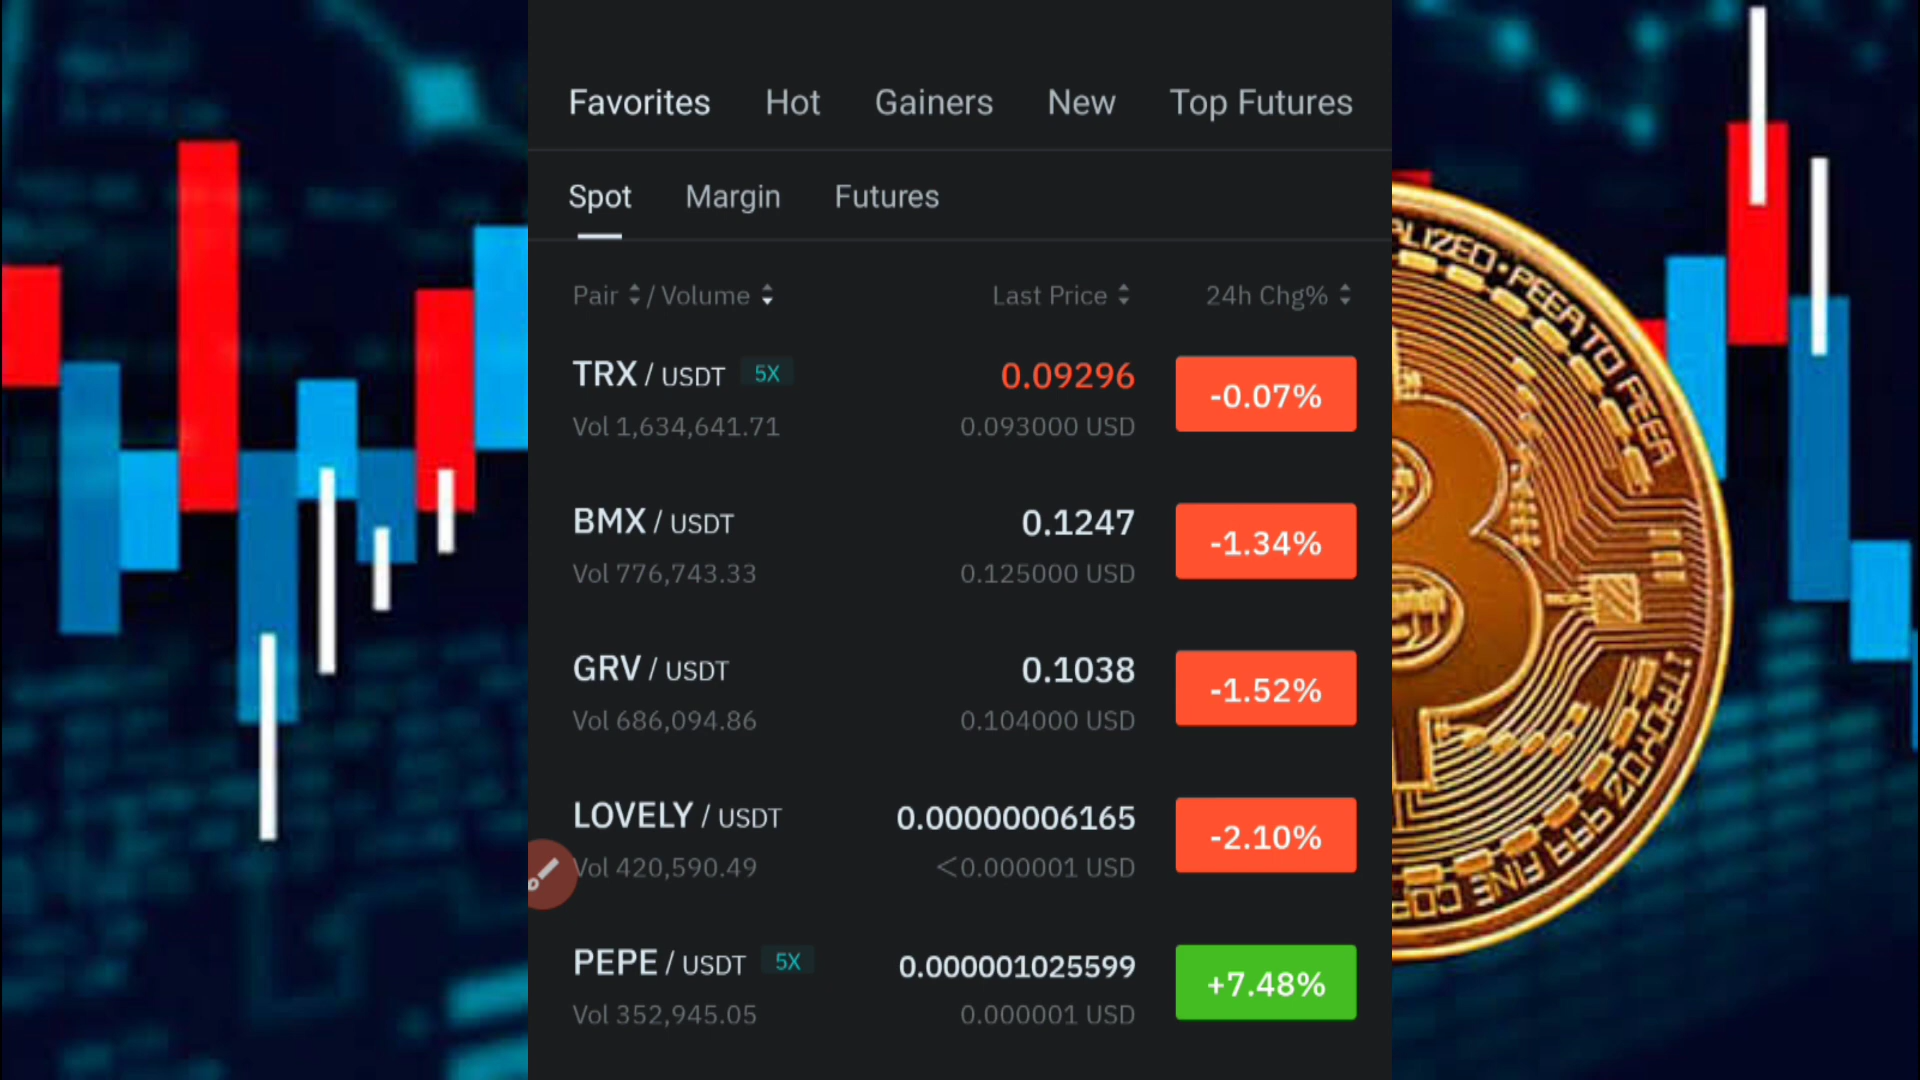 Favorites Hot Gainers New Top Futures
Spot Margin Futures
Pair / Volume Last Price 24h Chg%
TRX / USDT 5X 0.09296 -0.07%
Vol 1,634,641.71 0.093000 USD
BMX / USDT 0.1247 -1.34%
Vol 776,743.33 0.125000 USD
GRV / USDT 0.1038 -1.52%
Vol 686,094.86 0.104000 USD
LOVELY / USDT 0.00000006165 -2.10%
Vol 420,590.49 <0.000001 USD
PEPE / USDT 5X 0.000001025599 +7.48%
Vol 352,945.05 0.000001 USD
ALIZED • PEER TO PEER